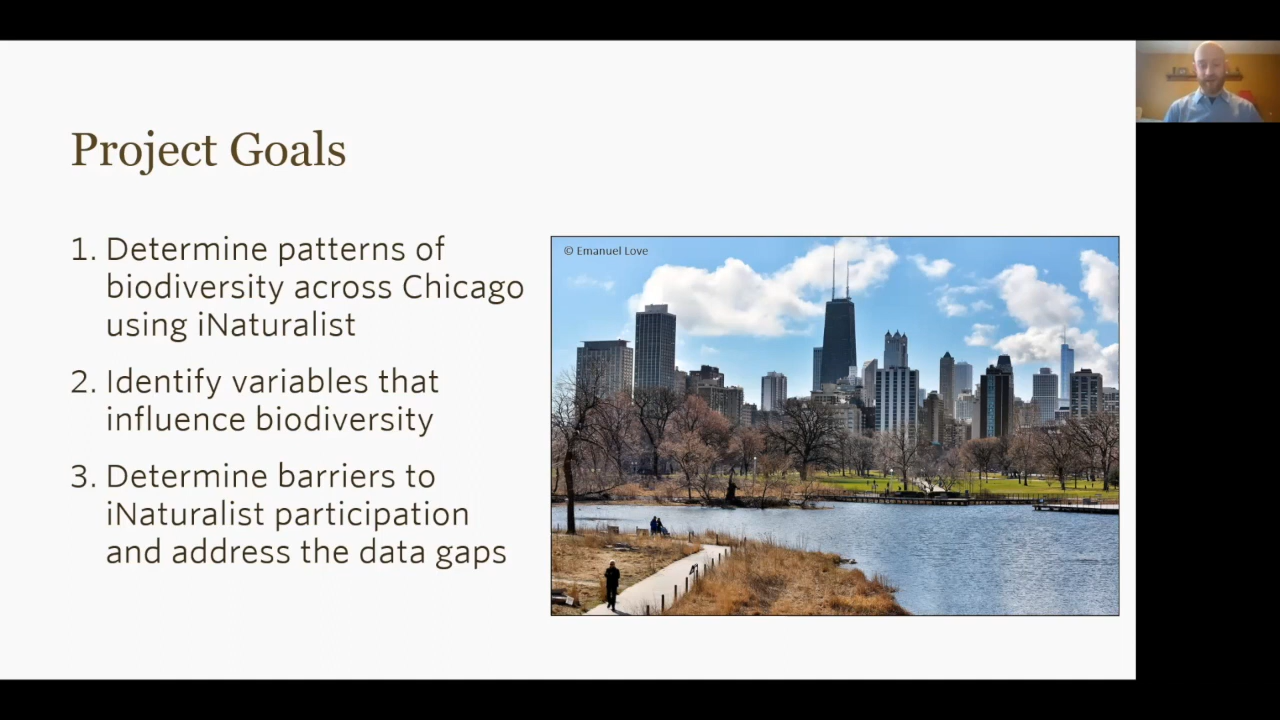 Project Goals
1. Determine patterns of
biodiversity across Chicago
using iNaturalist
2. Identify variables that
influence biodiversity
3. Determine barriers to
iNaturalist participation
and address the data gaps
© Emanuel Love